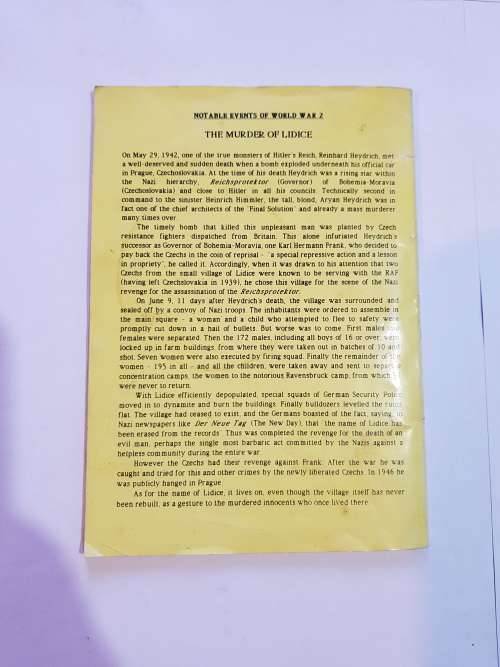 NOTABLE EVENTS OF WORLD WAR 2
THE MURDER OF LIDICE
On May 29, 1942, one of the true monsters of Hitler's Reich, Reinhard Heydrich, met
a well-deserved and sudden death when a bomb exploded underneath his official car
in Prague, Czechoslovakia. At the time of his death Heydrich was a rising star within
the Nazi hierarchy, Reichsprotektor (Governor) of Bohemia-Moravia
(Czechoslovakia) and close to Hitler in all his councils. Technically second in
command to the sinister Heinrich Himmler, the tall, blond, Aryan Heydrich was in
fact one of the chief architects of the 'Final Solution' and already a mass murderer
many times over.
The timely bomb that killed this unpleasant man was planted by Czech
resistance fighters dispatched from Britain. This alone infuriated Heydrich's
successor as Governor of Bohemia-Moravia, one Karl Hermann Frank, who decided to
pay back the Czechs in the coin of reprisal - 'a special repressive action and a lesson
in propriety', he called it. Accordingly, when it was drawn to his attention that two
Czechs from the small village of Lidice were known to be serving with the RAF
(having left Czechslovakia in 1939), he chose this village for the scene of the Nazi
revenge for the assassination of the Reichsprotektor.
On June 9, 11 days after Heydrich's death, the village was surrounded and
sealed off by a convoy of Nazi troops. The inhabitants were ordered to assemble in
the main square - a woman and a child who attempted to flee to safety were
promptly cut down in a hail of bullets. But worse was to come. First males and
females were separated. Then the 172 males, including all boys of 16 or over, were
locked up in farm buildings, from where they were taken out in batches of 10 and
shot. Seven women were also executed by firing squad. Finally the remainder of the
women - 195 in all - and all the children, were taken away and sent to separate
concentration camps, the women to the notorious Ravensbruck camp, from which
were never to return.
With Lidice efficiently depopulated, special squads of German Security Police
moved in to dynamite and burn the buildings. Finally bulldozers levelled the ruins
flat. The village had ceased to exist, and the Germans boasted of the fact, saying, in
Nazi newspapers like Der Neue Tag (The New Day), that 'the name of Lidice has
been erased from the records'. Thus was completed the revenge for the death of an
evil man, perhaps the single most barbaric act committed by the Nazis against a
helpless community during the entire war.
However the Czechs had their revenge against Frank. After the war he was
caught and tried for this and other crimes by the newly liberated Czechs. In 1946 he
was publicly hanged in Prague.
As for the name of Lidice, it lives on, even though the village itself has never
been rebuilt, as a gesture to the murdered innocents who once lived there.